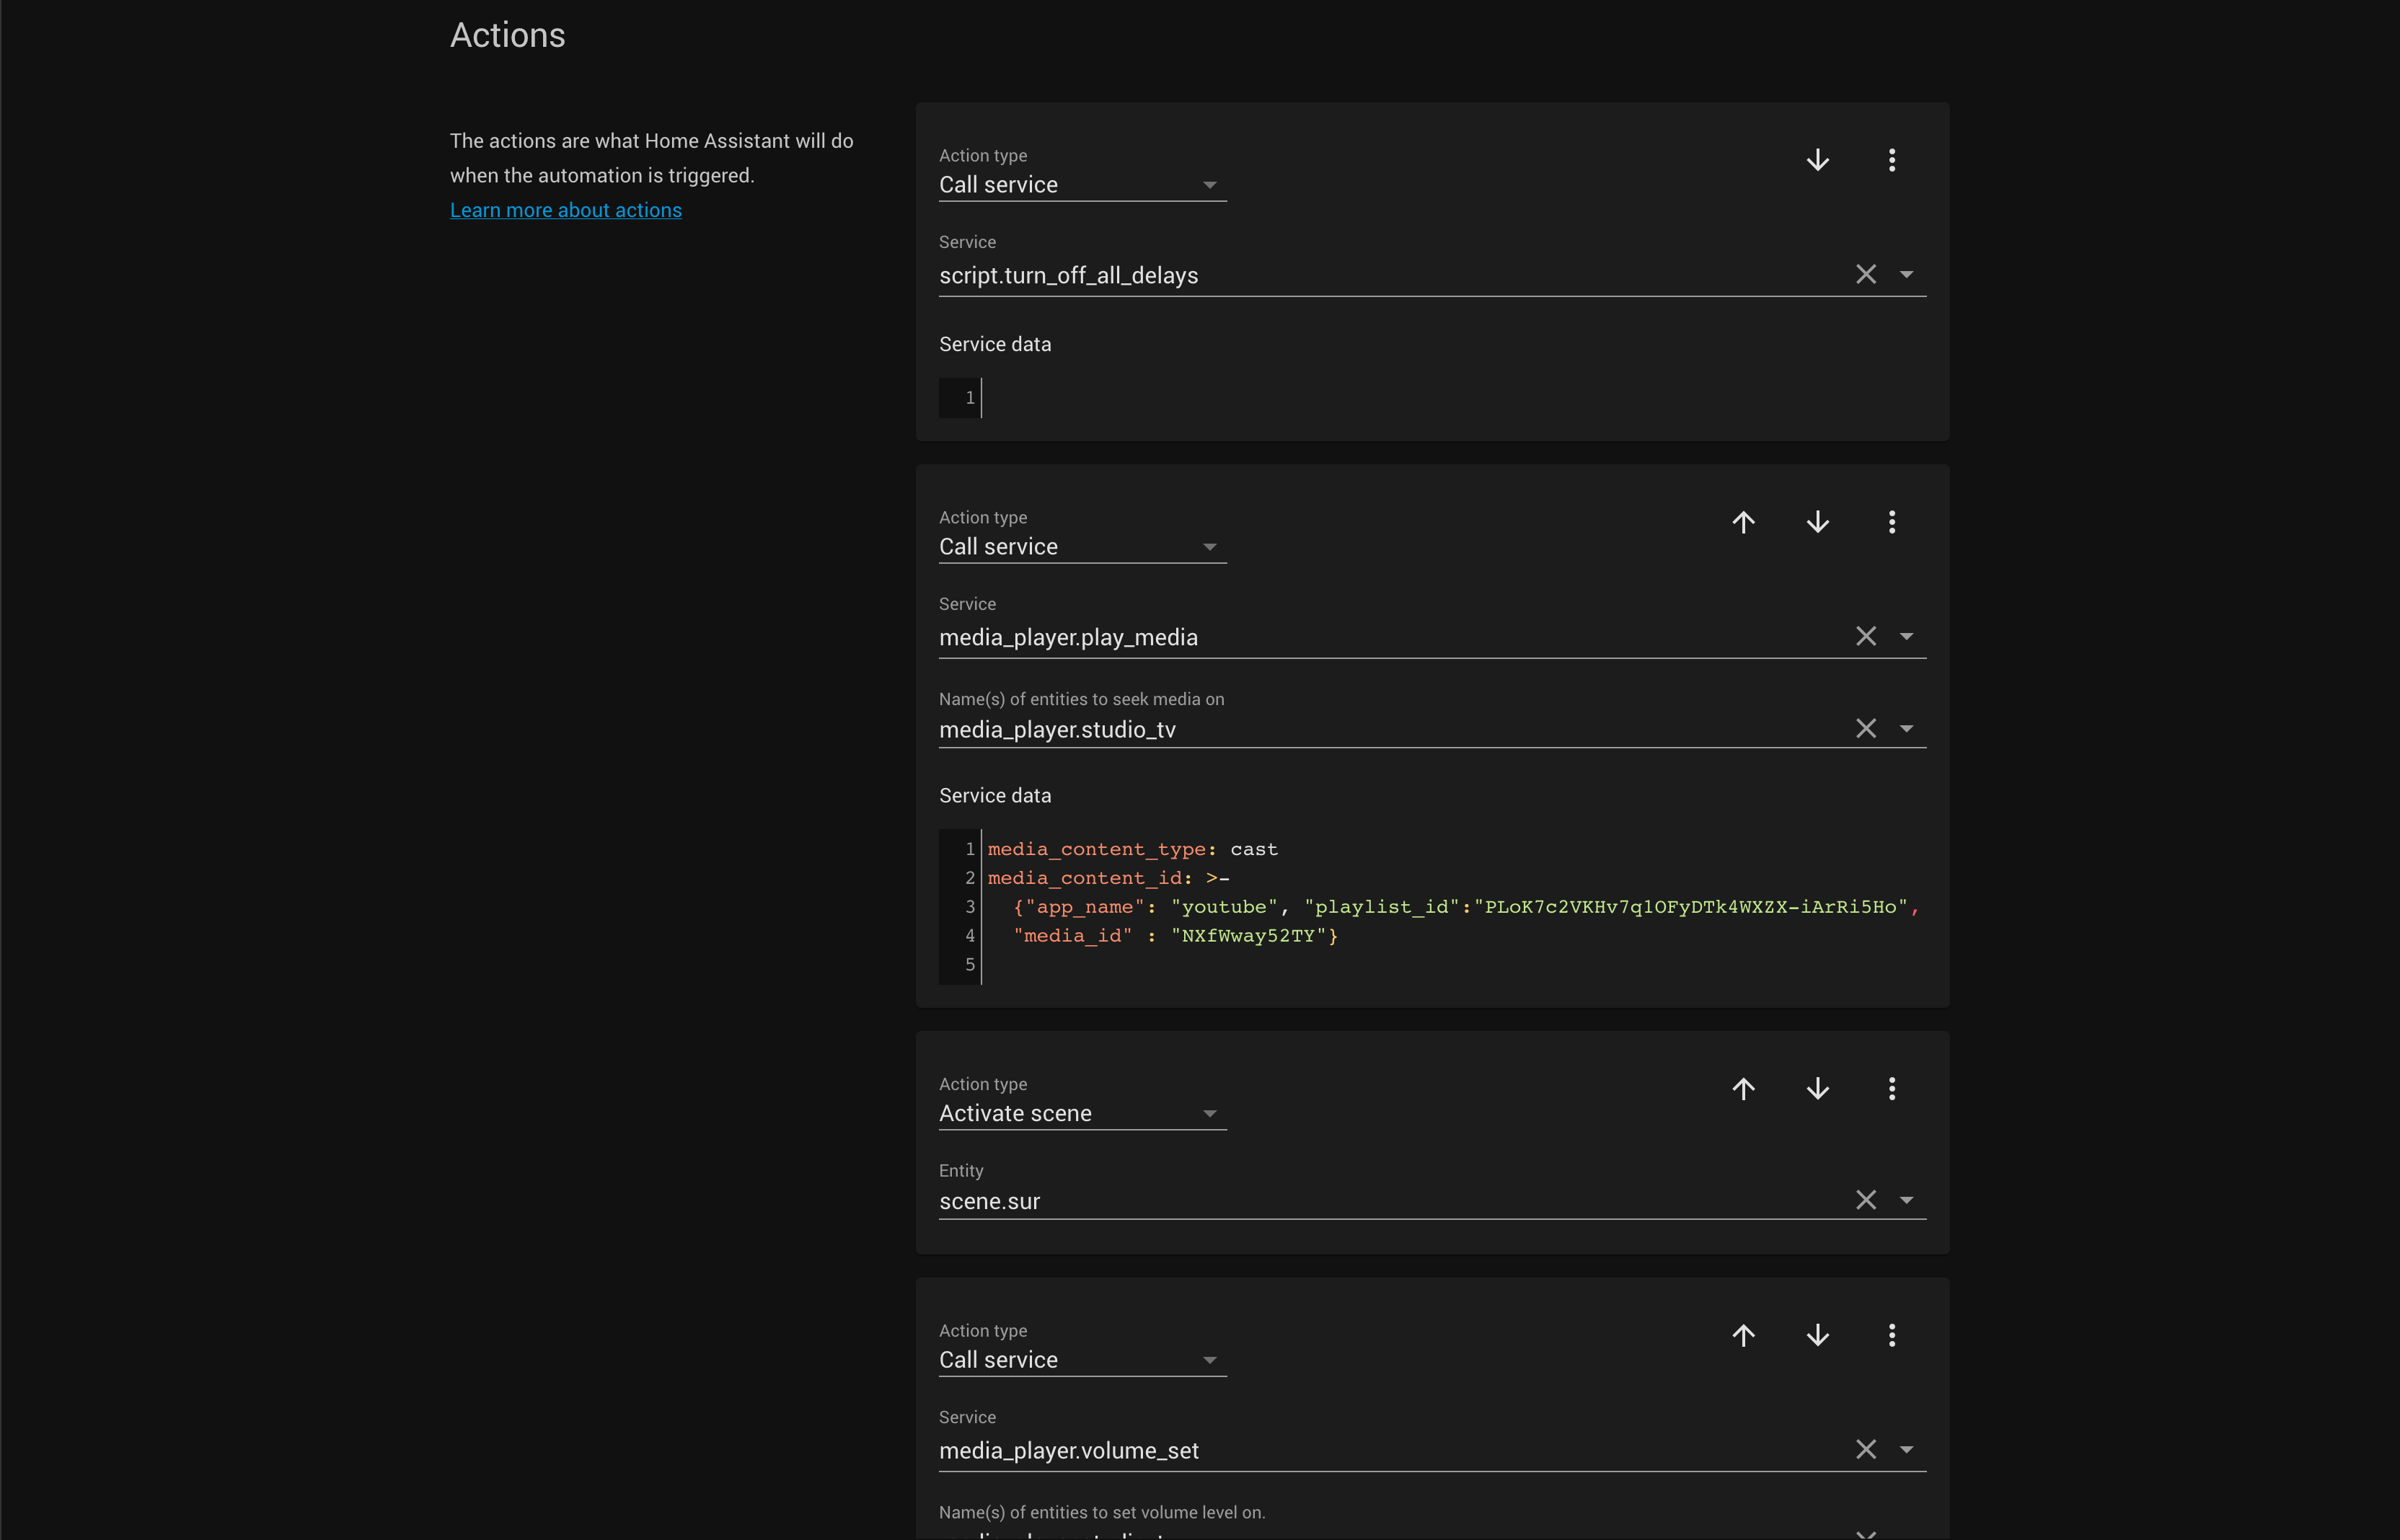 Actions
The actions are what Home Assistant will do
when the automation is triggered.
Learn more about actions
Action type
Call service
Service
script.turn_off_all_delays
Service data
1
Action type
Call service
Service
media_player.play_media
Name(s) of entities to seek media on
media_player.studio_tv
Service data
1 media_content_type: cast
2 media_content_id: >-
3 {"app_name": "youtube", "playlist_id":"PLoK7c2VKHv7q1OFyDTk4WXZX-iArRi5Ho",
4 "media_id" : "NXfWway52TY"}
5
Action type
Activate scene
Entity
scene.sur
Action type
Call service
Service
media_player.volume_set
Name(s) of entities to set volume level on.